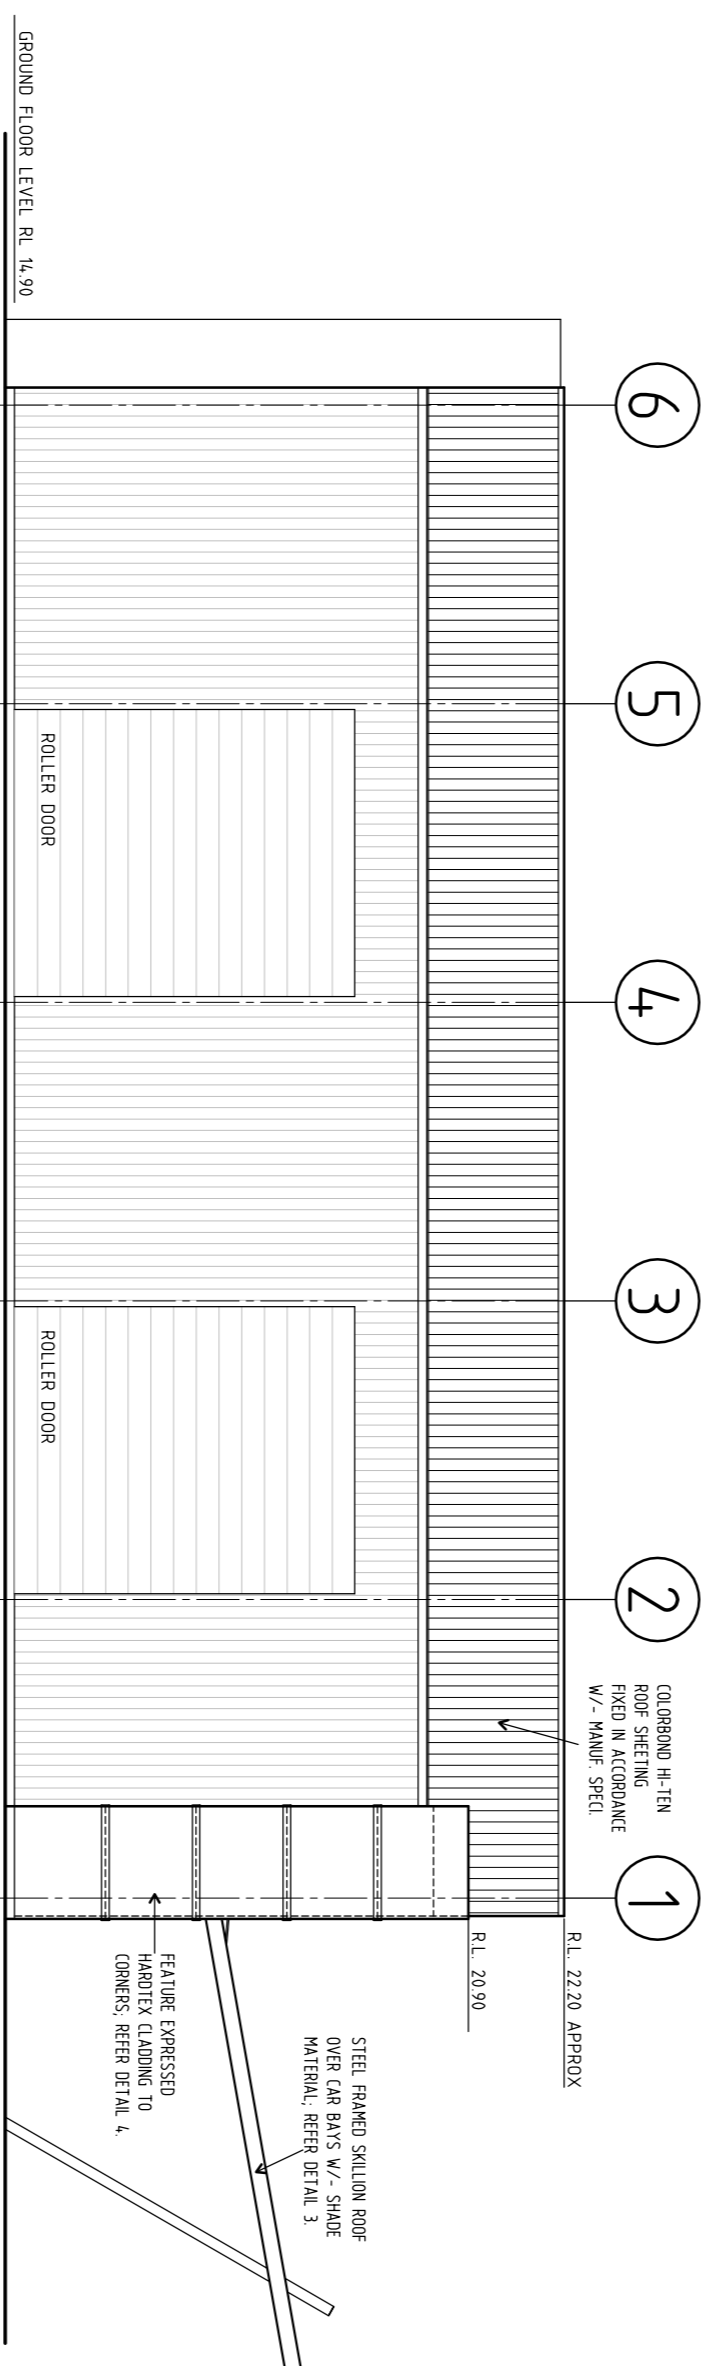 6
5
4
3
2
1
COLORBOND HI-TEN
ROOF SHEETING
FIXED IN ACCORDANCE
W/- MANUF. SPECI.
R.L. 22.20 APPROX
R.L. 20.90
STEEL FRAMED SKILLION ROOF
OVER CAR BAYS W/- SHADE
MATERIAL; REFER DETAIL 3.
FEATURE EXPRESSED
HARDTEX CLADDING TO
CORNERS; REFER DETAIL 4.
ROLLER DOOR
ROLLER DOOR
GROUND FLOOR LEVEL RL 14.90